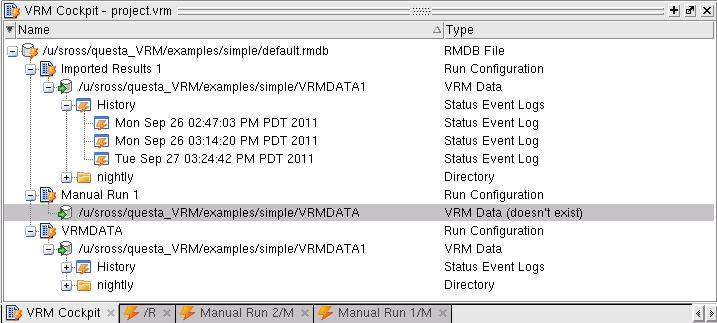 VRM Cockpit - project.vrm
Name Type
/u/sross/questa_VRM/examples/simple/default.rmdb RMDB File
Imported Results 1 Run Configuration
/u/sross/questa_VRM/examples/simple/VRMDATA1 VRM Data
History Status Event Logs
Mon Sep 26 02:47:03 PM PDT 2011 Status Event Log
Mon Sep 26 03:14:20 PM PDT 2011 Status Event Log
Tue Sep 27 03:24:42 PM PDT 2011 Status Event Log
nightly Directory
Manual Run 1 Run Configuration
/u/sross/questa_VRM/examples/simple/VRMDATA VRM Data (doesn't exist)
VRMDATA Run Configuration
/u/sross/questa_VRM/examples/simple/VRMDATA1 VRM Data
History Status Event Logs
nightly Directory
VRM Cockpit /R Manual Run 2/M Manual Run 1/M